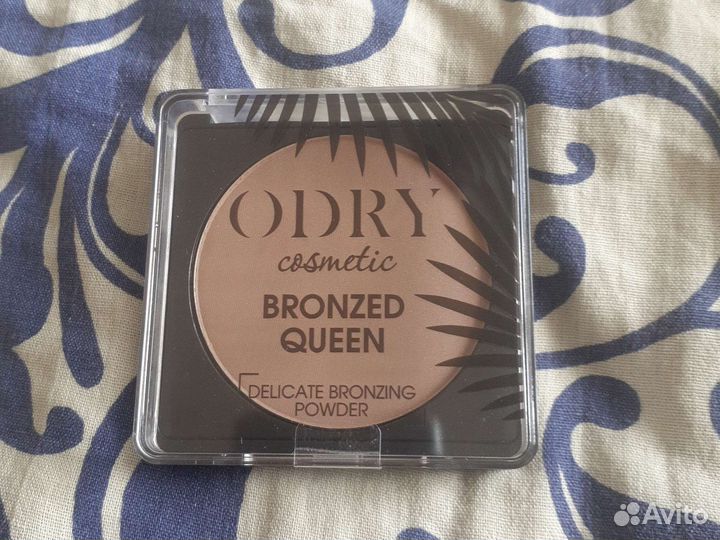 ODRY
cosmetic
BRONZED
QUEEN
DELICATE BRONZING
POWDER
Avito